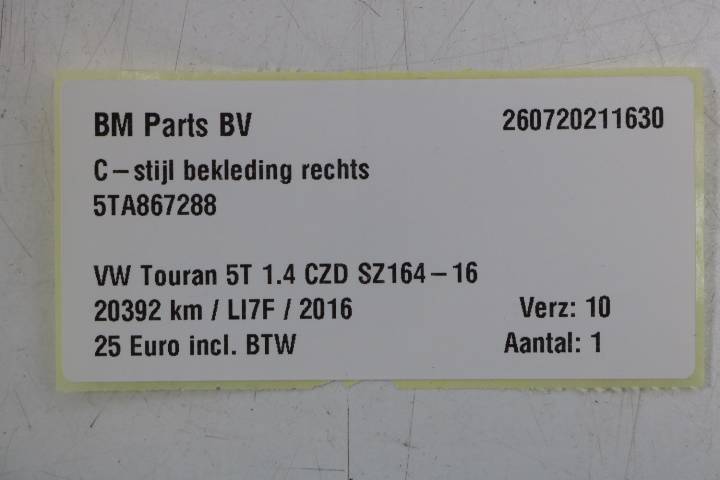 BM Parts BV 260720211630
C-stijl bekleding rechts
5TA867288
VW Touran 5T 1.4 CZD SZ164-16
20392 km / LI7F / 2016 Verz: 10
25 Euro incl. BTW Aantal: 1